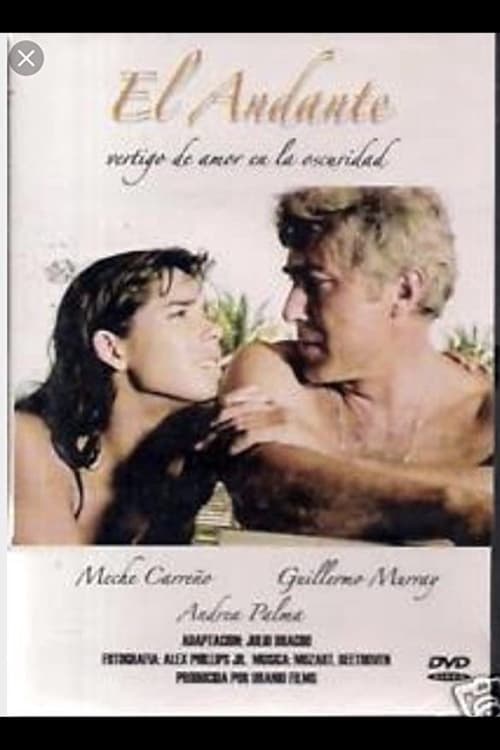 El Andante
vertigo de amor en la oscuridad
Meche Carreño Guillermo Murray
Andrea Palma
ADAPTACION: JULIO BRACHO
FOTOGRAFIA: ALEX PHILLIPS JR. MUSICA: MOZART, BEETHOVEN
PRODUCIDA POR URANIO FILMS
DVD
VIDEO